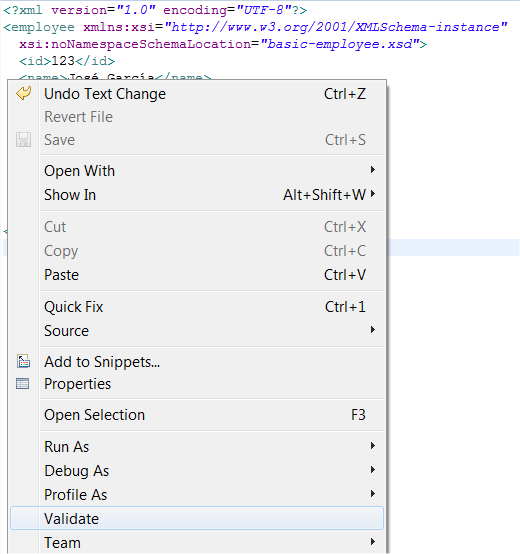 <?xml version="1.0" encoding="UTF-8"?>
<employee xmlns:xsi="http://www.w3.org/2001/XMLSchema-instance"
xsi:noNamespaceSchemaLocation="basic-employee.xsd">
<id>123</id>
<name>José García</name>
Undo Text Change Ctrl+Z
Revert File
Save Ctrl+S
Open With
Show In Alt+Shift+W
Cut Ctrl+X
Copy Ctrl+C
Paste Ctrl+V
Quick Fix Ctrl+1
Source
Add to Snippets...
Properties
Open Selection F3
Run As
Debug As
Profile As
Validate
Team